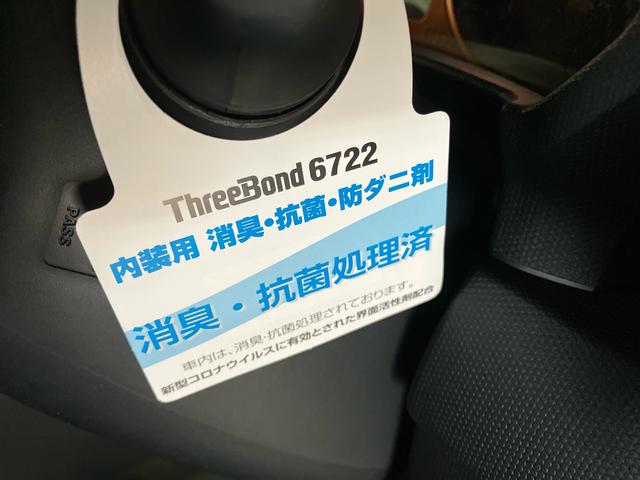 ThreeBond 6722
内装用 消臭・抗菌・防ダニ剤
消臭・抗菌処理済
車内は、消臭・抗菌処理されております。
新型コロナウイルスに有効とされた界面活性剤配合
PASS